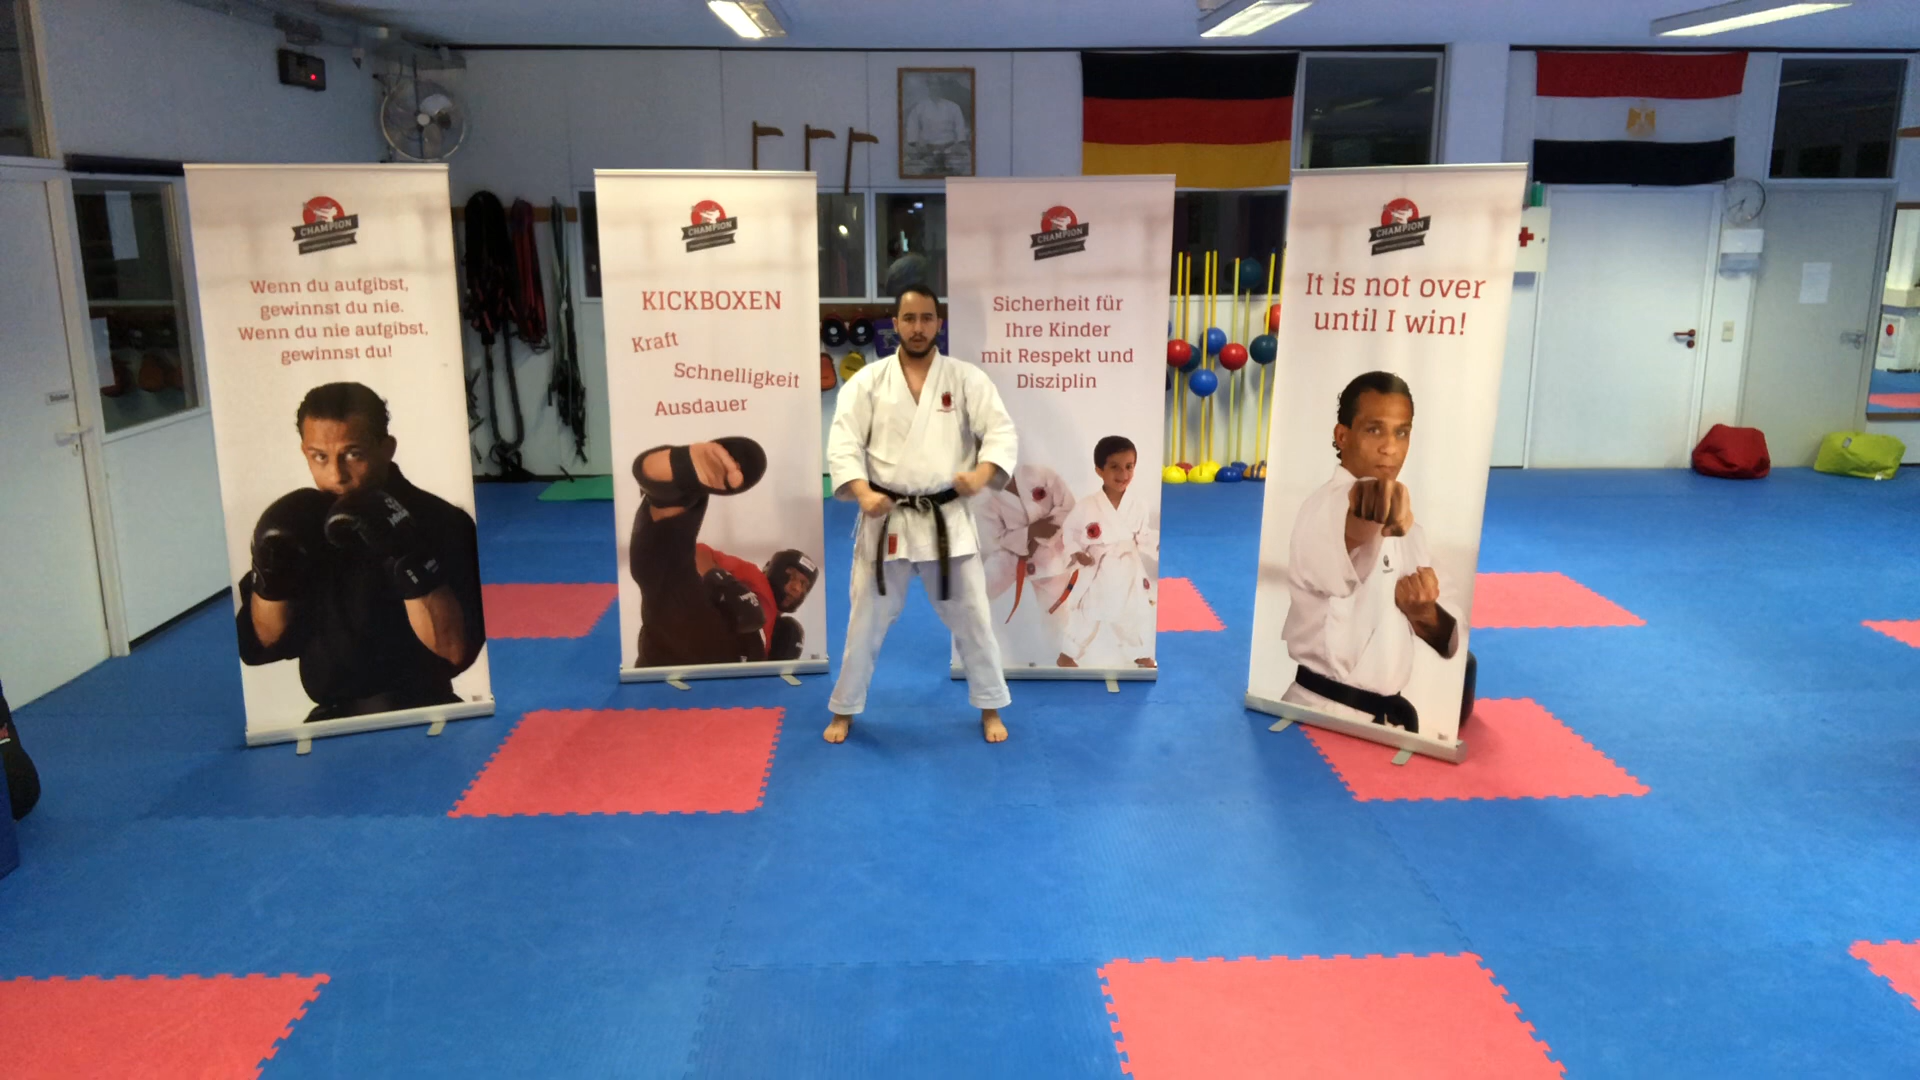 CHAMPION
Wenn du aufgibst,
gewinnst du nie.
Wenn du nie aufgibst,
gewinnst du!
CHAMPION
KICKBOXEN
Kraft
Schnelligkeit
Ausdauer
CHAMPION
Sicherheit für
Ihre Kinder
mit Respekt und
Disziplin
CHAMPION
It is not over
until I win!